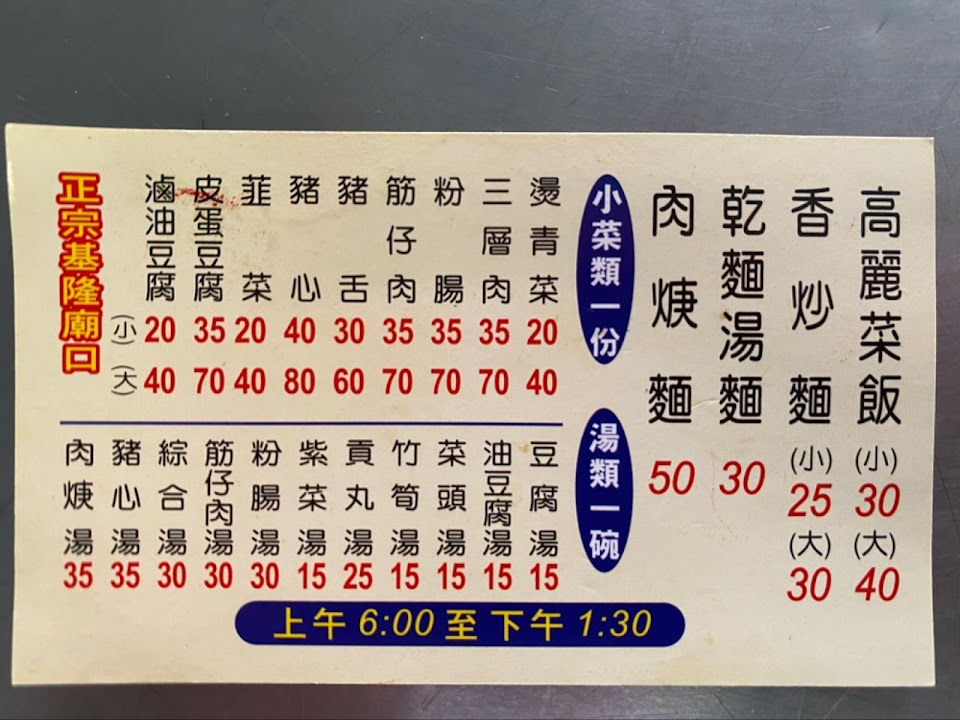 高麗菜飯 (小) 30 (大) 40
香炒麵 (小) 25 (大) 30
乾麵湯麵 30
肉焿麵 50
小菜類一份
燙青菜 20 40
三層肉 35 70
粉腸 35 70
筋仔肉 35 70
豬舌 30 60
豬心 40 80
韮菜 20 40
皮蛋豆腐 35 70
滷油豆腐 20 40
(小)
(大)
湯類一碗
豆腐湯 15
油豆腐湯 15
菜頭湯 15
竹筍湯 15
貢丸湯 25
紫菜湯 15
粉腸湯 30
筋仔肉湯 30
綜合湯 30
豬心湯 35
肉焿湯 35
正宗基隆廟口
上午 6:00 至 下午 1:30